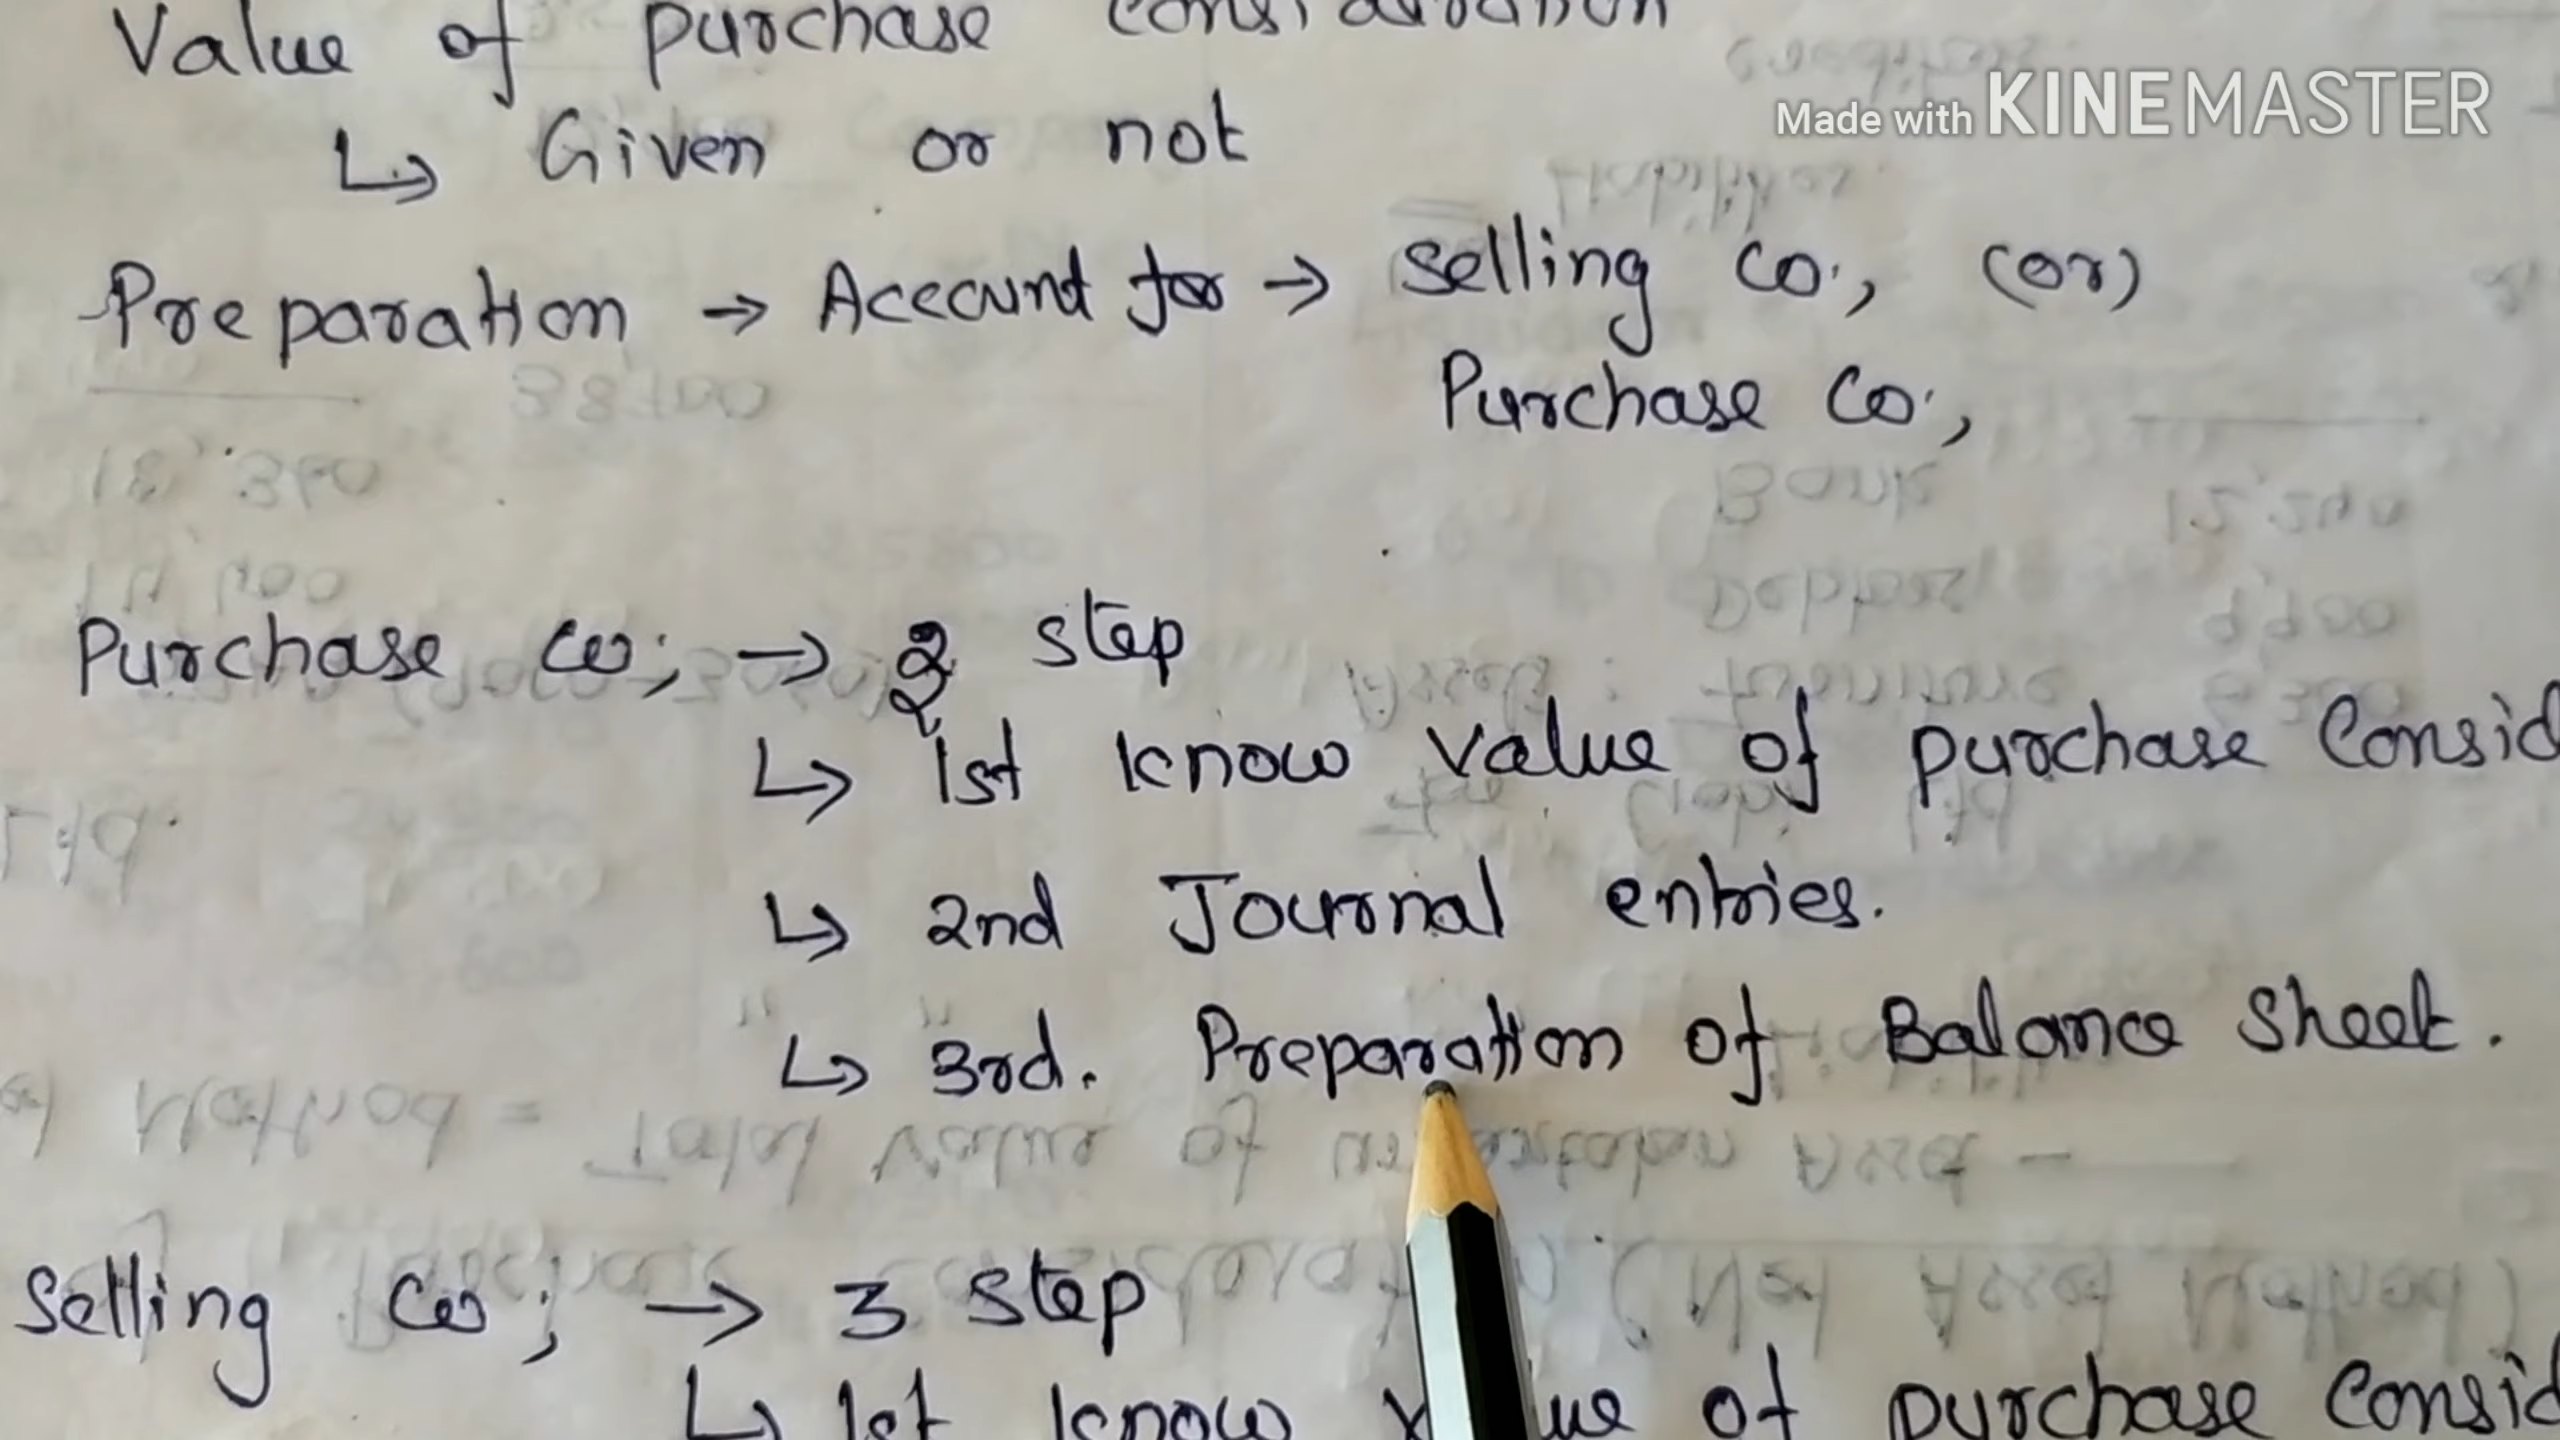 Value of purchase
Made with KINEMASTER
↳ Given or not
Preparation → Account for → Selling Co., (or)
Purchase Co.,
Purchase Co; → step
↳ 1st know value of purchase Consid
↳ 2nd Journal entries.
↳ 3rd. Preparation of Balance Sheet.
Selling Co; → 3 step
↳ 1st know of purchase Consid